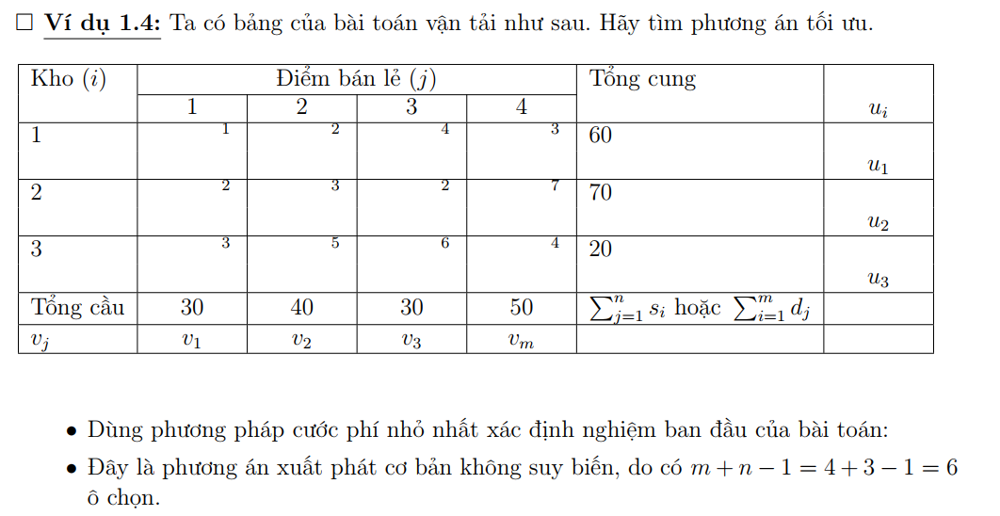 □ Ví dụ 1.4: Ta có bảng của bài toán vận tải như sau. Hãy tìm phương án tối ưu.
Kho (i) Điểm bán lẻ (j) Tổng cung
1 2 3 4 u_i
1 1 2 4 3 60
u_1
2 2 3 2 7 70
u_2
3 3 5 6 4 20
u_3
Tổng cầu 30 40 30 50 ∑_{j=1}^{n} s_i hoặc ∑_{i=1}^{m} d_j
v_j v_1 v_2 v_3 v_m
• Dùng phương pháp cước phí nhỏ nhất xác định nghiệm ban đầu của bài toán:
• Đây là phương án xuất phát cơ bản không suy biến, do có m + n − 1 = 4 + 3 − 1 = 6
ô chọn.